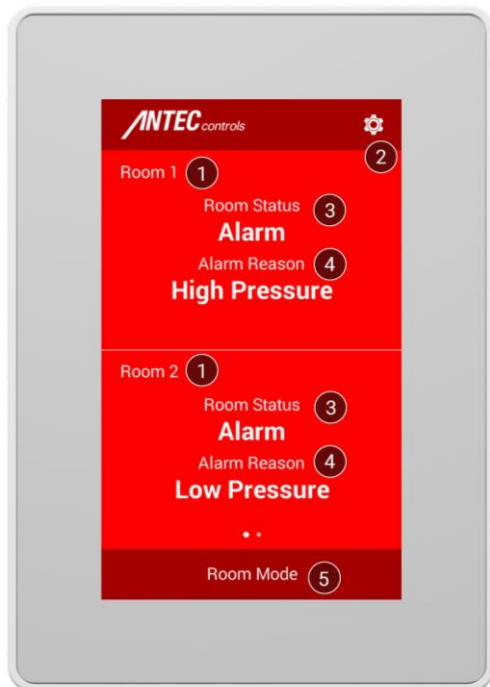 ANTEC controls
2
Room 1 1
Room Status 3
Alarm
Alarm Reason 4
High Pressure
Room 2 1
Room Status 3
Alarm
Alarm Reason 4
Low Pressure
Room Mode 5